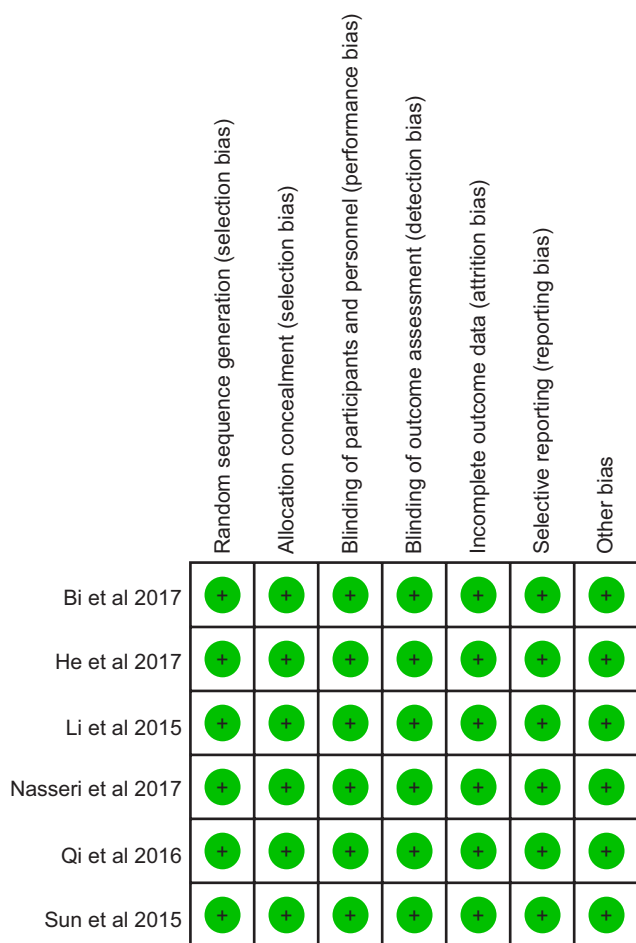 Random sequence generation (selection bias)
Allocation concealment (selection bias)
Blinding of participants and personnel (performance bias)
Blinding of outcome assessment (detection bias)
Incomplete outcome data (attrition bias)
Selective reporting (reporting bias)
Other bias
Bi et al 2017 + + + + + + +
He et al 2017 + + + + + + +
Li et al 2015 + + + + + + +
Nasseri et al 2017 + + + + + + +
Qi et al 2016 + + + + + + +
Sun et al 2015 + + + + + + +